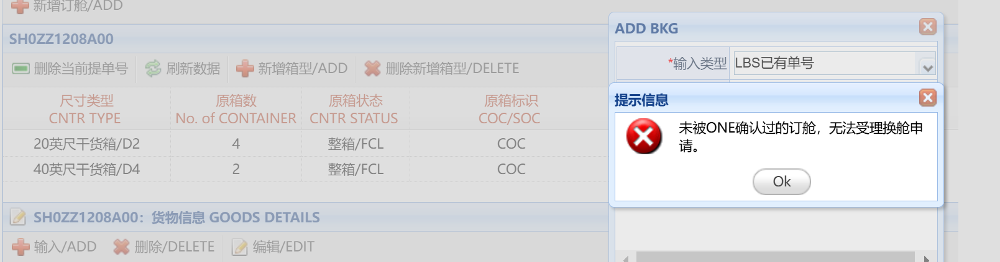 新增订舱/ADD
SH0ZZ1208A00
删除当前提单号 刷新数据 新增箱型/ADD 删除新增箱型/DELETE
尺寸类型 原箱数 原箱状态 原箱标识
CNTR TYPE No. of CONTAINER CNTR STATUS COC/SOC
20英尺干货箱/D2 4 整箱/FCL COC
40英尺干货箱/D4 2 整箱/FCL COC
SH0ZZ1208A00：货物信息 GOODS DETAILS
输入/ADD 删除/DELETE 编辑/EDIT
ADD BKG
*输入类型 LBS已有单号
提示信息
未被ONE确认过的订舱，无法受理换舱申
请。
Ok